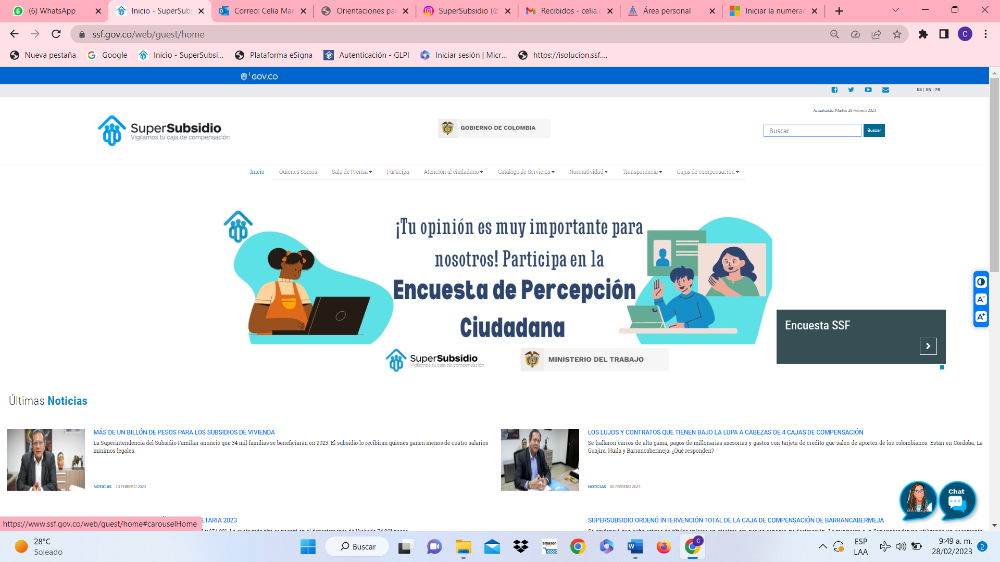 (6) WhatsApp
Inicio - SuperSubs
Correo: Celia Mar
Orientaciones pa
SuperSubsidio (@
Recibidos - celia.c
Área personal
Iniciar la numerac
ssf.gov.co/web/guest/home
C
Nueva pestaña
Google
Inicio - SuperSubsi...
Plataforma eSigna
Autenticación - GLPI
Iniciar sesión | Micr...
https://isolucion.ssf....
GOV.CO
ES | EN | FR
Actualizado: Martes 28 Febrero 2023
SuperSubsidio
Vigilamos tu caja de compensación
GOBIERNO DE COLOMBIA
Buscar
Buscar
Inicio
Quiénes Somos
Sala de Prensa
Participa
Atención al ciudadano
Catalogo de Servicios
Normatividad
Transparencia
Cajas de compensación
¡Tu opinión es muy importante para
nosotros! Participa en la
Encuesta de Percepción
Ciudadana
SuperSubsidio
Vigilamos tu caja de compensación
MINISTERIO DEL TRABAJO
Encuesta SSF
A-
A+
Últimas Noticias
MÁS DE UN BILLÓN DE PESOS PARA LOS SUBSIDIOS DE VIVIENDA
La Superintendencia del Subsidio Familiar anunció que 34 mil familias se beneficiarán en 2023. El subsidio lo recibirán quienes ganen menos de cuatro salarios
mínimos legales.
NOTICIAS 20 FEBRERO 2023
LOS LUJOS Y CONTRATOS QUE TIENEN BAJO LA LUPA A CABEZAS DE 4 CAJAS DE COMPENSACIÓN
Se hallaron carros de alta gama, pagos de millonarias asesorías y gastos con tarjeta de crédito que salen de aportes de los colombianos. Están en Córdoba, La
Guajira, Huila y Barrancabermeja. ¿Qué responden?
NOTICIAS 06 FEBRERO 2023
Chat
ETARIA 2023
SUPERSUBSIDIO ORDENÓ INTERVENCIÓN TOTAL DE LA CAJA DE COMPENSACIÓN DE BARRANCABERMEJA
https://www.ssf.gov.co/web/guest/home#carouselHome
28°C
Soleado
Buscar
amazon
C
ESP
LAA
9:49 a. m.
28/02/2023
2